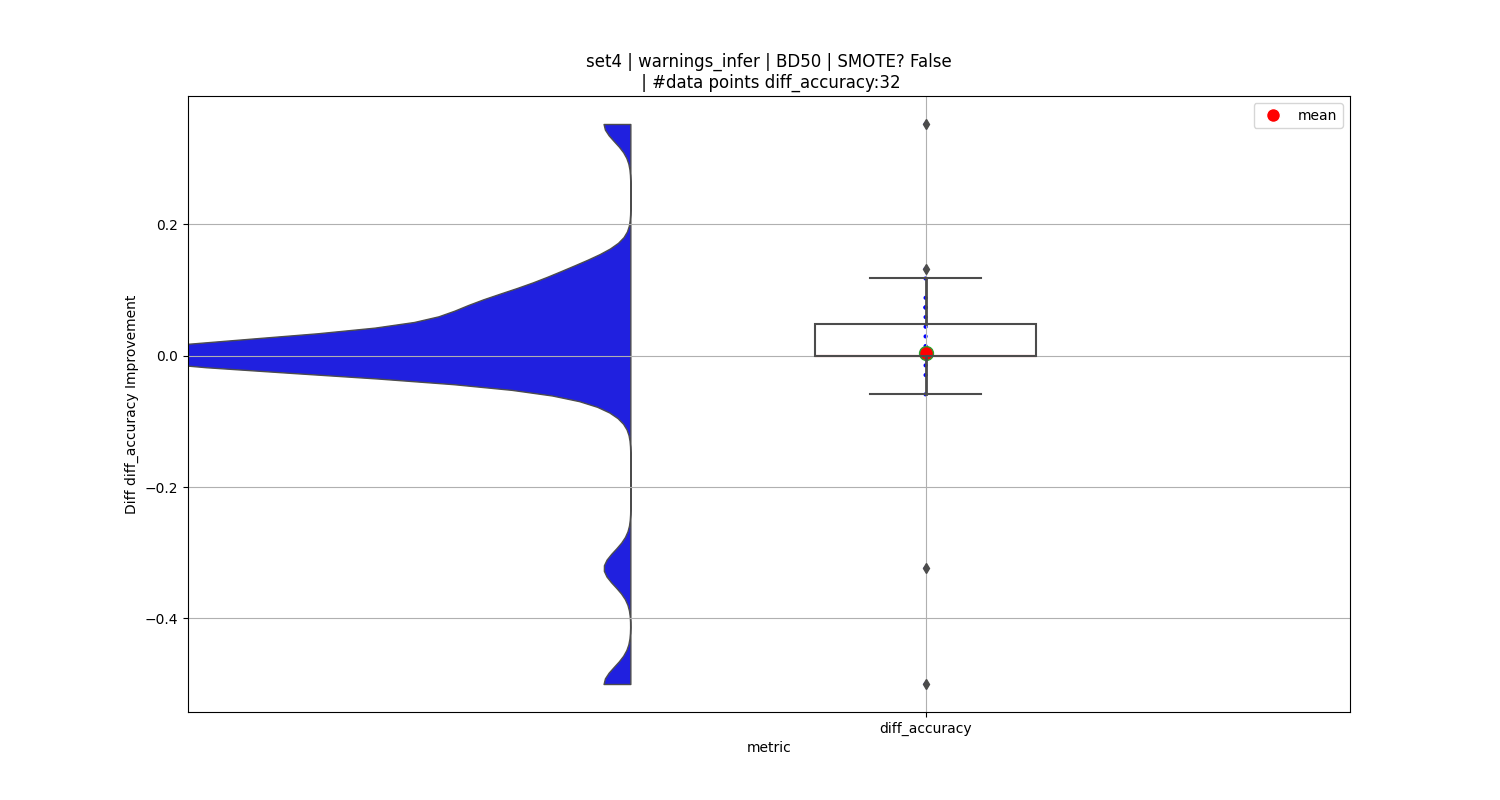 set4 | warnings_infer | BD50 | SMOTE? False
| #data points diff_accuracy:32
mean
0.2
0.0
−0.2
−0.4
Diff diff_accuracy Improvement
diff_accuracy
metric